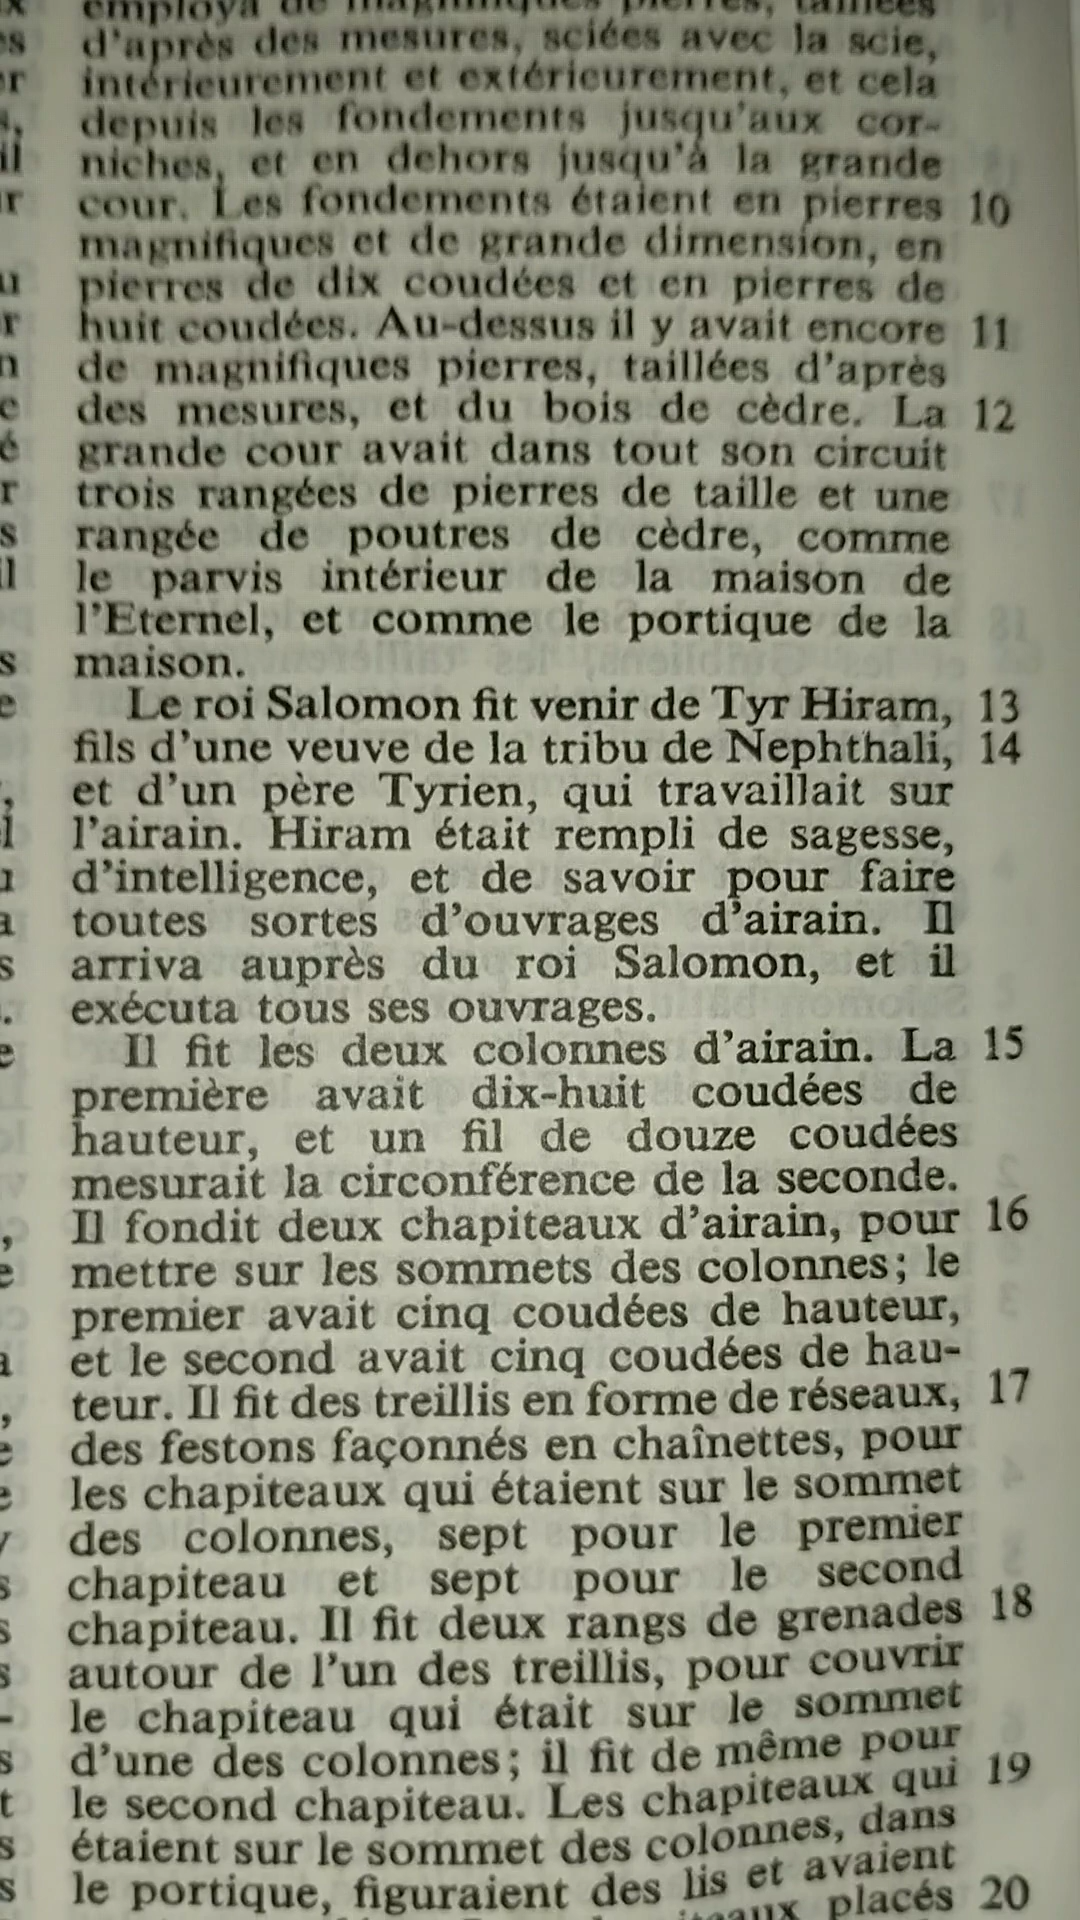 employa de magnifiques pierres, taillées
d'après des mesures, sciées avec la scie,
intérieurement et extérieurement, et cela
depuis les fondements jusqu'aux cor-
niches, et en dehors jusqu'à la grande
cour. Les fondements étaient en pierres 10
magnifiques et de grande dimension, en
pierres de dix coudées et en pierres de
huit coudées. Au-dessus il y avait encore 11
de magnifiques pierres, taillées d'après
des mesures, et du bois de cèdre. La 12
grande cour avait dans tout son circuit
trois rangées de pierres de taille et une
rangée de poutres de cèdre, comme
le parvis intérieur de la maison de
l'Eternel, et comme le portique de la
maison.
Le roi Salomon fit venir de Tyr Hiram, 13
fils d'une veuve de la tribu de Nephthali, 14
et d'un père Tyrien, qui travaillait sur
l'airain. Hiram était rempli de sagesse,
d'intelligence, et de savoir pour faire
toutes sortes d'ouvrages d'airain. Il
arriva auprès du roi Salomon, et il
exécuta tous ses ouvrages.
Il fit les deux colonnes d'airain. La 15
première avait dix-huit coudées de
hauteur, et un fil de douze coudées
mesurait la circonférence de la seconde.
Il fondit deux chapiteaux d'airain, pour 16
mettre sur les sommets des colonnes; le
premier avait cinq coudées de hauteur,
et le second avait cinq coudées de hau-
teur. Il fit des treillis en forme de réseaux, 17
des festons façonnés en chaînettes, pour
les chapiteaux qui étaient sur le sommet
des colonnes, sept pour le premier
chapiteau et sept pour le second
chapiteau. Il fit deux rangs de grenades 18
autour de l'un des treillis, pour couvrir
le chapiteau qui était sur le sommet
d'une des colonnes; il fit de même pour
le second chapiteau. Les chapiteaux qui 19
étaient sur le sommet des colonnes, dans
le portique, figuraient des lis et avaient
placés 20